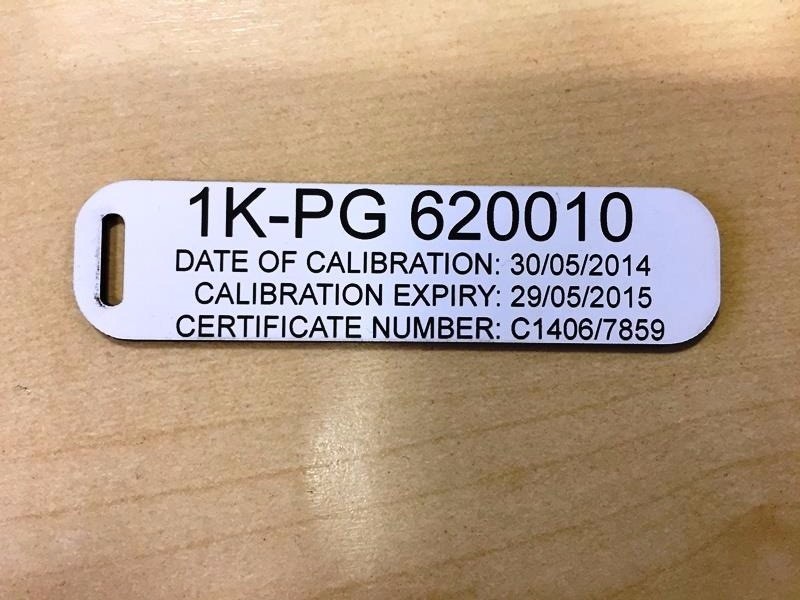 1K-PG 620010
DATE OF CALIBRATION: 30/05/2014
CALIBRATION EXPIRY: 29/05/2015
CERTIFICATE NUMBER: C1406/7859